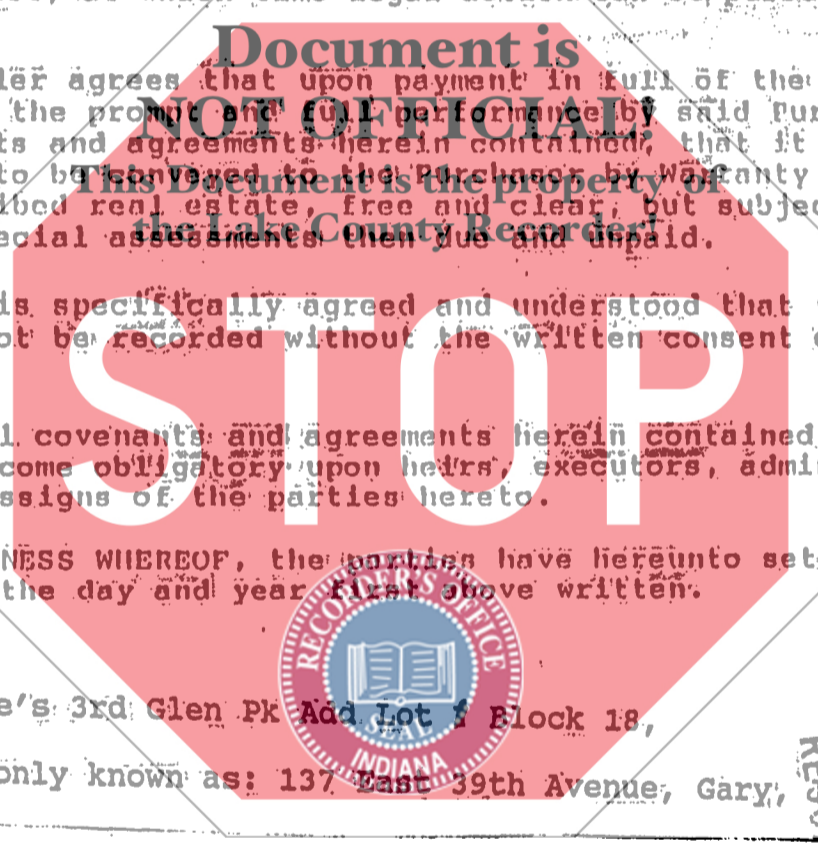 Document is
ler agrees that upon payment in full of the
NOT OFFICIAL!
the prompt and full performance by said Pur
ts and agreements herein contained, that it
This Document is the property of
to be conveyed to the Purchaser by Warranty
ibed real estate, free and clear, but subjec
the Lake County Recorder!
ecial assessments then due and unpaid.
is specifically agreed and understood that
ot be recorded without the written consent
STOP
l covenants and agreements herein contained
come obligatory upon heirs, executors, admi
ssigns of the parties hereto.
NESS WHEREOF, the parties have hereunto set
the day and year first above written.
RECORDER'S OFFICE
SEAL
INDIANA
e's 3rd Glen Pk Add Lot Block 18,
only known as: 137 East 39th Avenue, Gary,